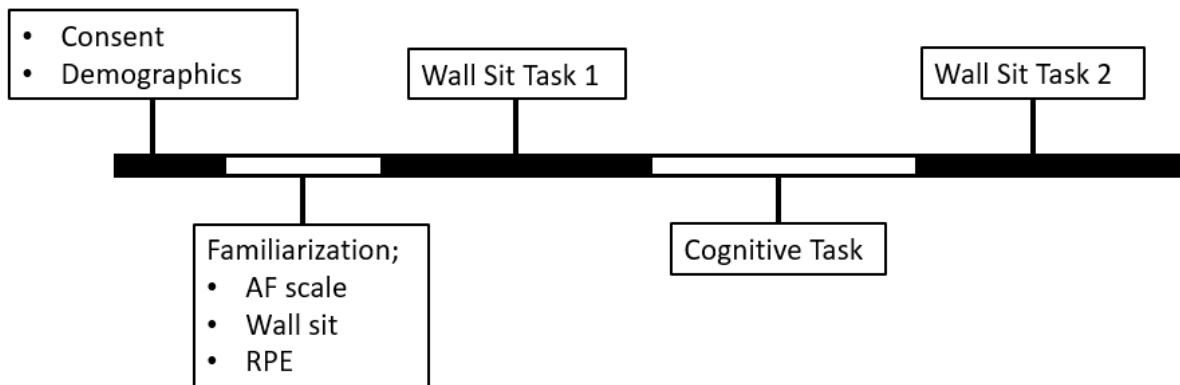 • Consent
• Demographics
Wall Sit Task 1
Wall Sit Task 2
Familiarization;
• AF scale
• Wall sit
• RPE
Cognitive Task